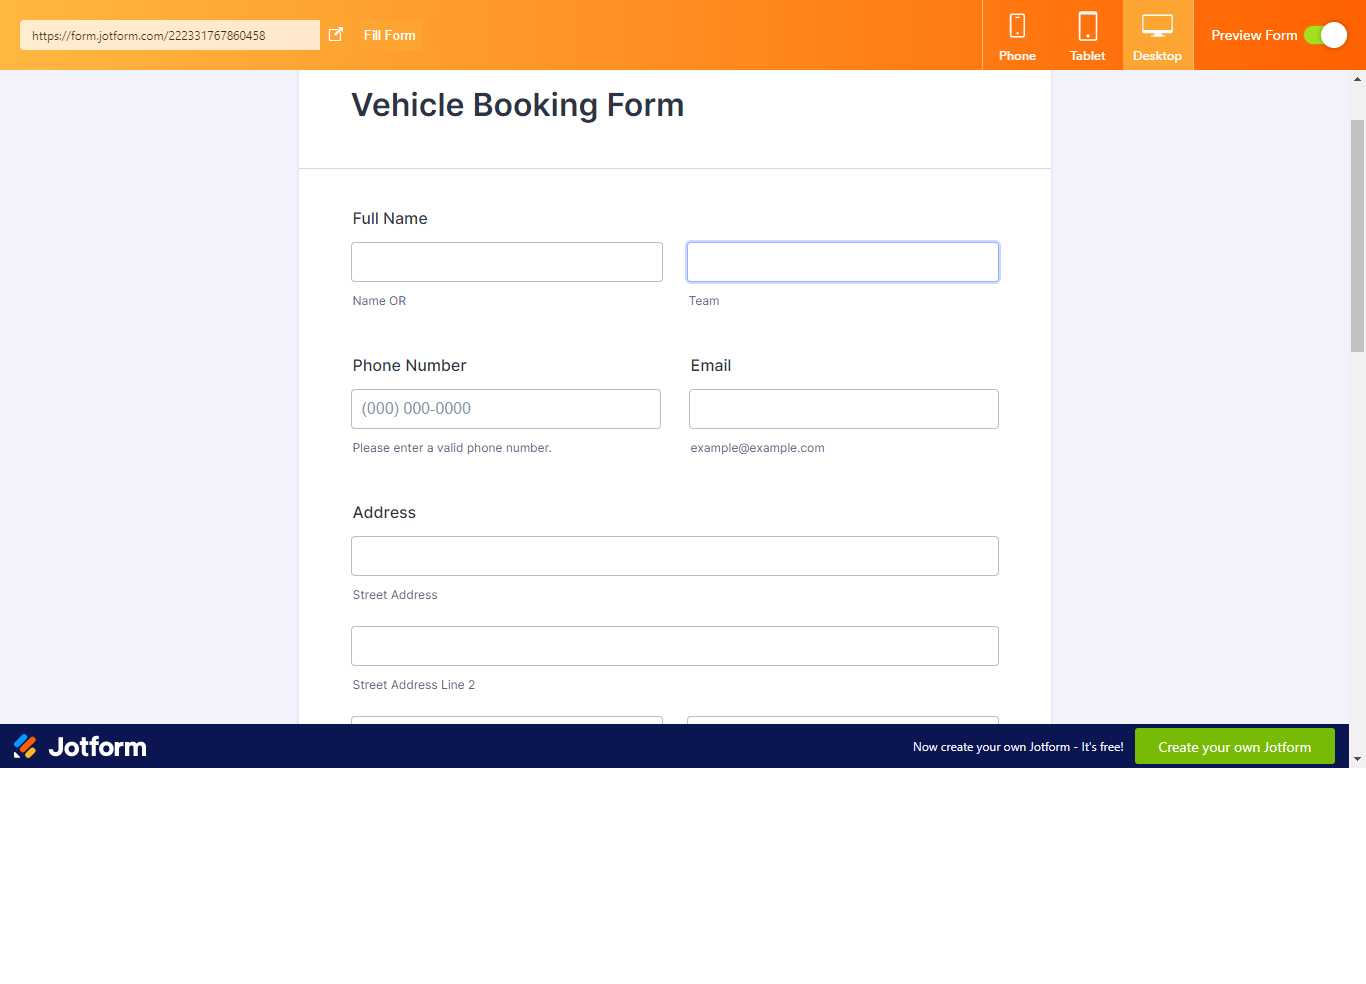 https://form.jotform.com/222331767860458
Fill Form
Phone
Tablet
Desktop
Preview Form
Vehicle Booking Form
Full Name
Name OR
Team
Phone Number
Email
(000) 000-0000
Please enter a valid phone number.
example@example.com
Address
Street Address
Street Address Line 2
Jotform
Now create your own Jotform - It's free!
Create your own Jotform